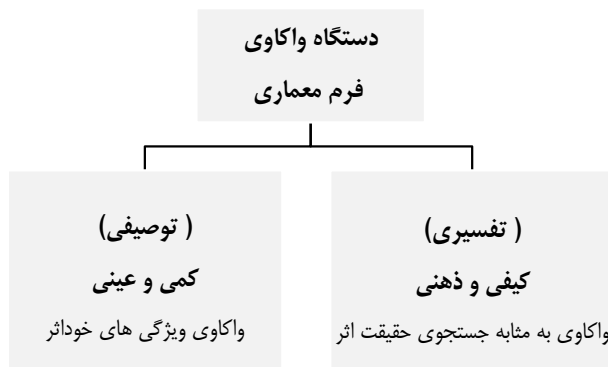 دستگاه واکاوی
فرم معماری
( تفسیری)
کیفی و ذهنی
واکاوی به مثابه جستجوی حقیقت اثر
( توصیفی)
کمی و عینی
واکاوی ویژگی های خوداثر